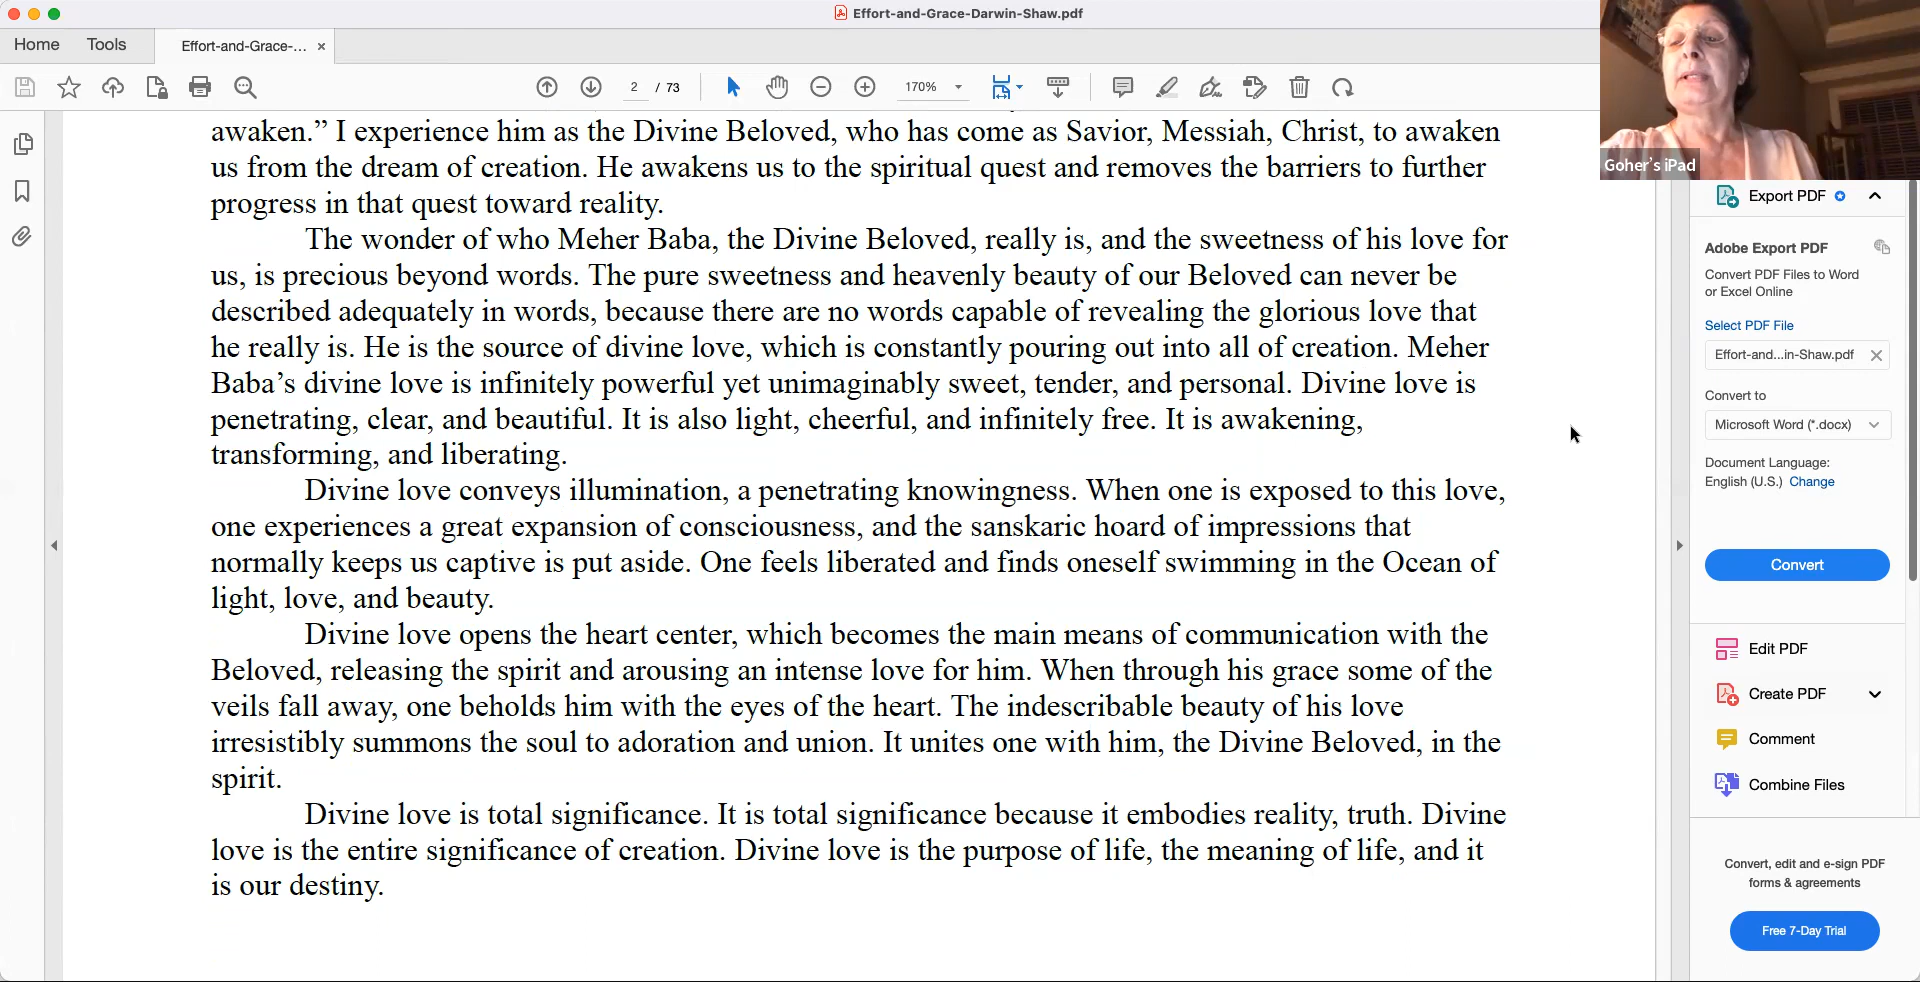 Effort-and-Grace-Darwin-Shaw.pdf
Home Tools Effort-and-Grace-... ×
2 / 73 170%
Goher's iPad
awaken.” I experience him as the Divine Beloved, who has come as Savior, Messiah, Christ, to awaken
us from the dream of creation. He awakens us to the spiritual quest and removes the barriers to further
progress in that quest toward reality.
The wonder of who Meher Baba, the Divine Beloved, really is, and the sweetness of his love for
us, is precious beyond words. The pure sweetness and heavenly beauty of our Beloved can never be
described adequately in words, because there are no words capable of revealing the glorious love that
he really is. He is the source of divine love, which is constantly pouring out into all of creation. Meher
Baba’s divine love is infinitely powerful yet unimaginably sweet, tender, and personal. Divine love is
penetrating, clear, and beautiful. It is also light, cheerful, and infinitely free. It is awakening,
transforming, and liberating.
Divine love conveys illumination, a penetrating knowingness. When one is exposed to this love,
one experiences a great expansion of consciousness, and the sanskaric hoard of impressions that
normally keeps us captive is put aside. One feels liberated and finds oneself swimming in the Ocean of
light, love, and beauty.
Divine love opens the heart center, which becomes the main means of communication with the
Beloved, releasing the spirit and arousing an intense love for him. When through his grace some of the
veils fall away, one beholds him with the eyes of the heart. The indescribable beauty of his love
irresistibly summons the soul to adoration and union. It unites one with him, the Divine Beloved, in the
spirit.
Divine love is total significance. It is total significance because it embodies reality, truth. Divine
love is the entire significance of creation. Divine love is the purpose of life, the meaning of life, and it
is our destiny.
Export PDF
Adobe Export PDF
Convert PDF Files to Word
or Excel Online
Select PDF File
Effort-and...in-Shaw.pdf
Convert to
Microsoft Word (*.docx)
Document Language:
English (U.S.) Change
Convert
Edit PDF
Create PDF
Comment
Combine Files
Convert, edit and e-sign PDF
forms & agreements
Free 7-Day Trial